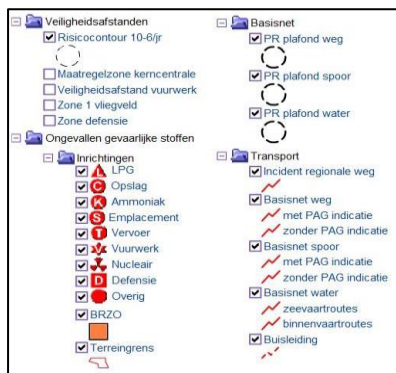 Veiligheidsafstanden
Risicocontour 10-6/jr
Maatregelzone kerncentrale
Veiligheidsafstand vuurwerk
Zone 1 vliegveld
Zone defensie
Ongevallen gevaarlijke stoffen
Inrichtingen
LPG
C Opslag
K Ammoniak
S Emplacement
T Vervoer
V Vuurwerk
Nucleair
D Defensie
Overig
BRZO
Terreingrens
Basisnet
PR plafond weg
PR plafond spoor
PR plafond water
Transport
Incident regionale weg
Basisnet weg
met PAG indicatie
zonder PAG indicatie
Basisnet spoor
met PAG indicatie
zonder PAG indicatie
Basisnet water
zeevaartroutes
binnenvaartroutes
Buisleiding